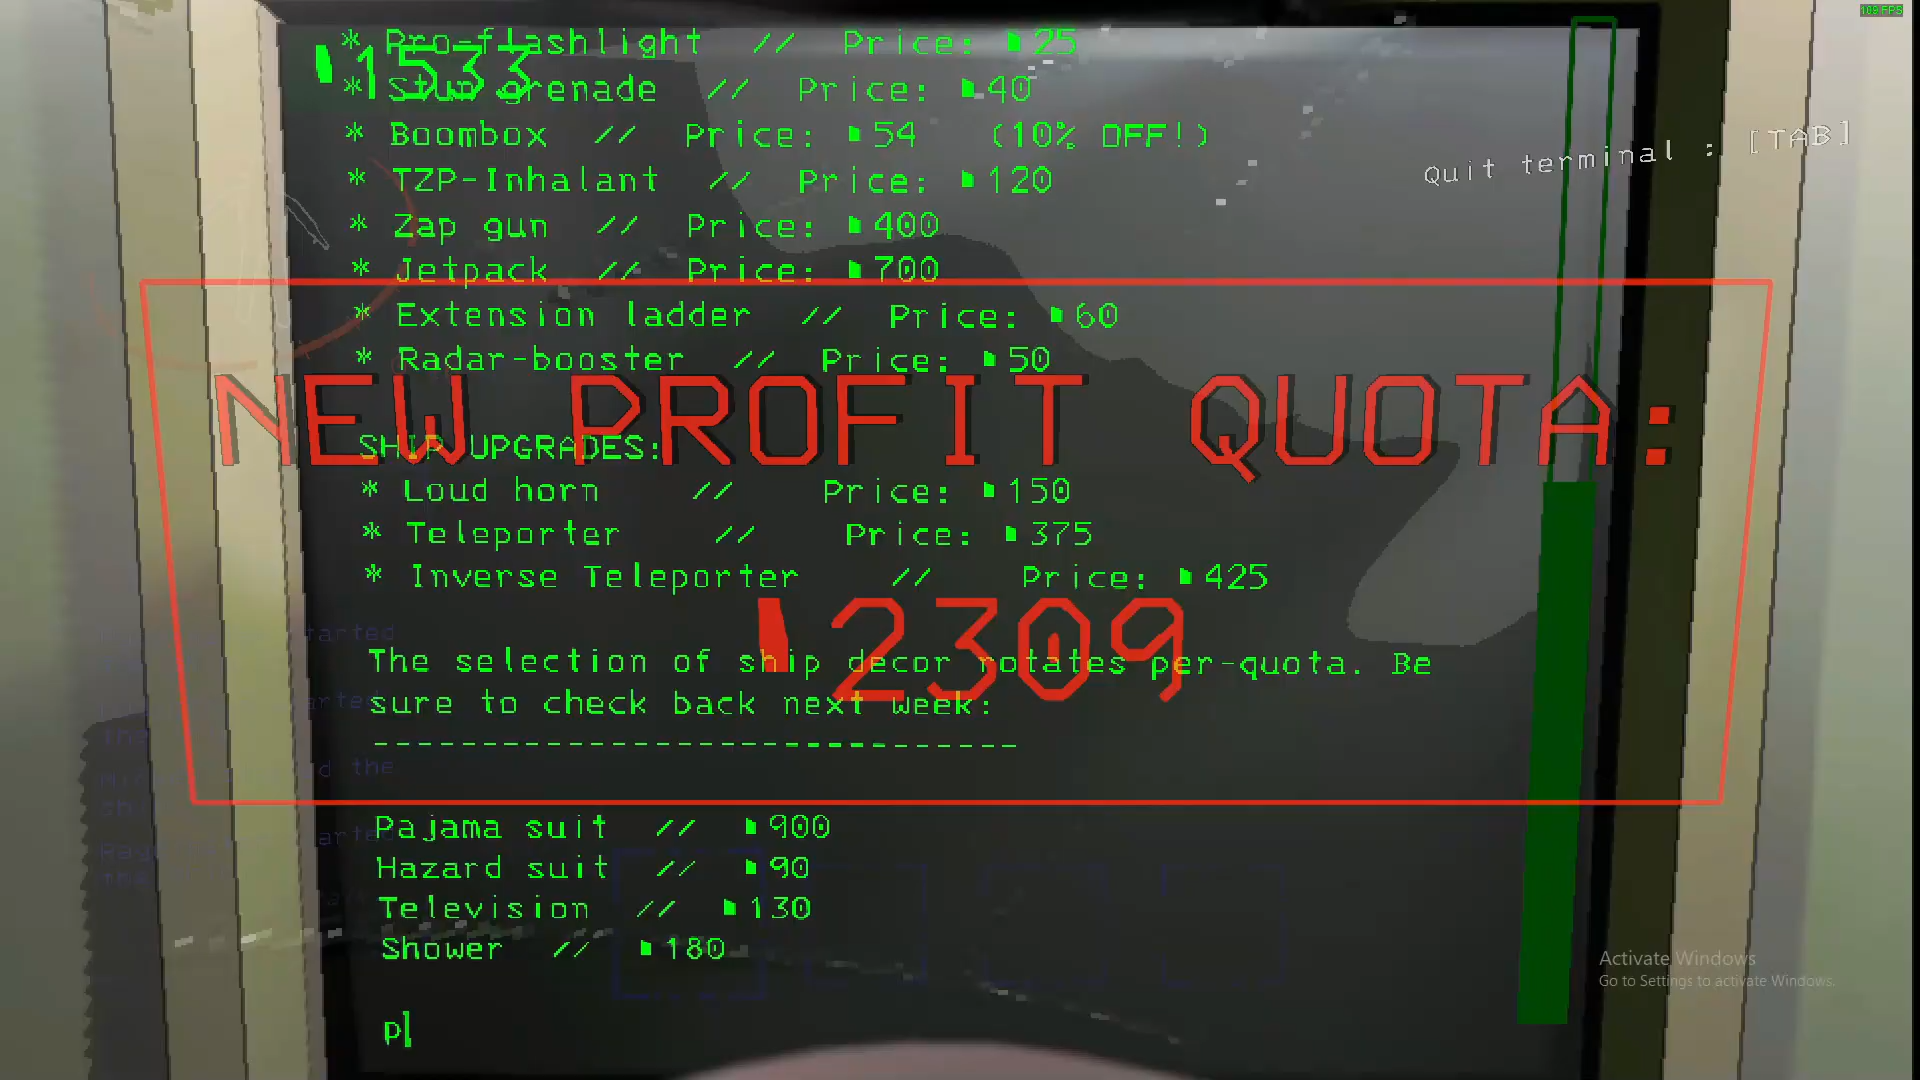 109 FPS
* Pro-flashlight // Price: 25
1533
* Stun grenade // Price: 40
* Boombox // Price: 54 (10% OFF!)
Quit terminal : [TAB]
* TZP-Inhalant // Price: 120
* Zap gun // Price: 400
* Jetpack // Price: 700
* Extension ladder // Price: 60
* Radar-booster // Price: 50
NEW PROFIT QUOTA:
SHIP UPGRADES:
* Loud horn // Price: 150
* Teleporter // Price: 375
* Inverse Teleporter // Price: 425
2309
The selection of ship decor rotates per-quota. Be
sure to check back next week:
------------------------------
Pajama suit // 900
Hazard suit // 90
Television // 130
Shower // 180
p
Activate Windows
Go to Settings to activate Windows.